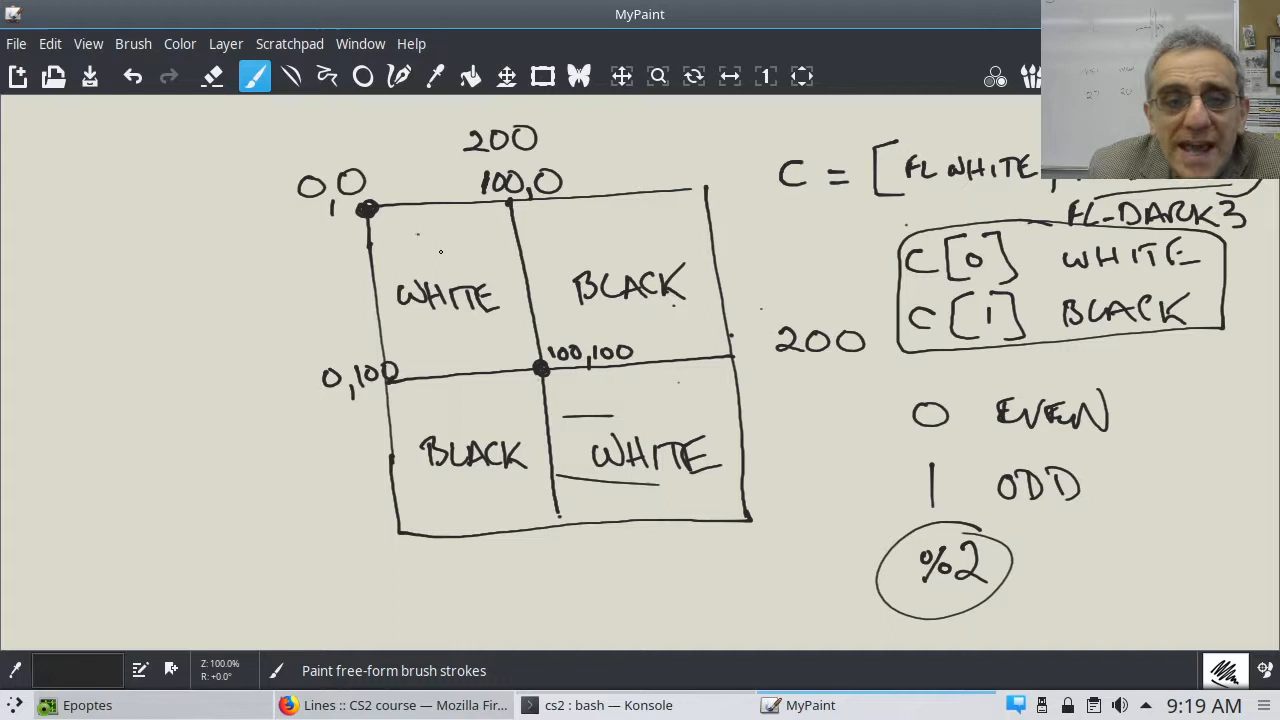 MyPaint
File Edit View Brush Color Layer Scratchpad Window Help
200
0,0
100,0
WHITE
BLACK
0,100
100,100
BLACK
WHITE
200
C = [FL WHITE,
FL-DARK3
C[0] WHITE
C[1] BLACK
0 EVEN
1 ODD
%2
Z: 100.0%
R: +0.0°
Paint free-form brush strokes
Epoptes
Lines :: CS2 course — Mozilla Fir...
cs2 : bash — Konsole
MyPaint
9:19 AM